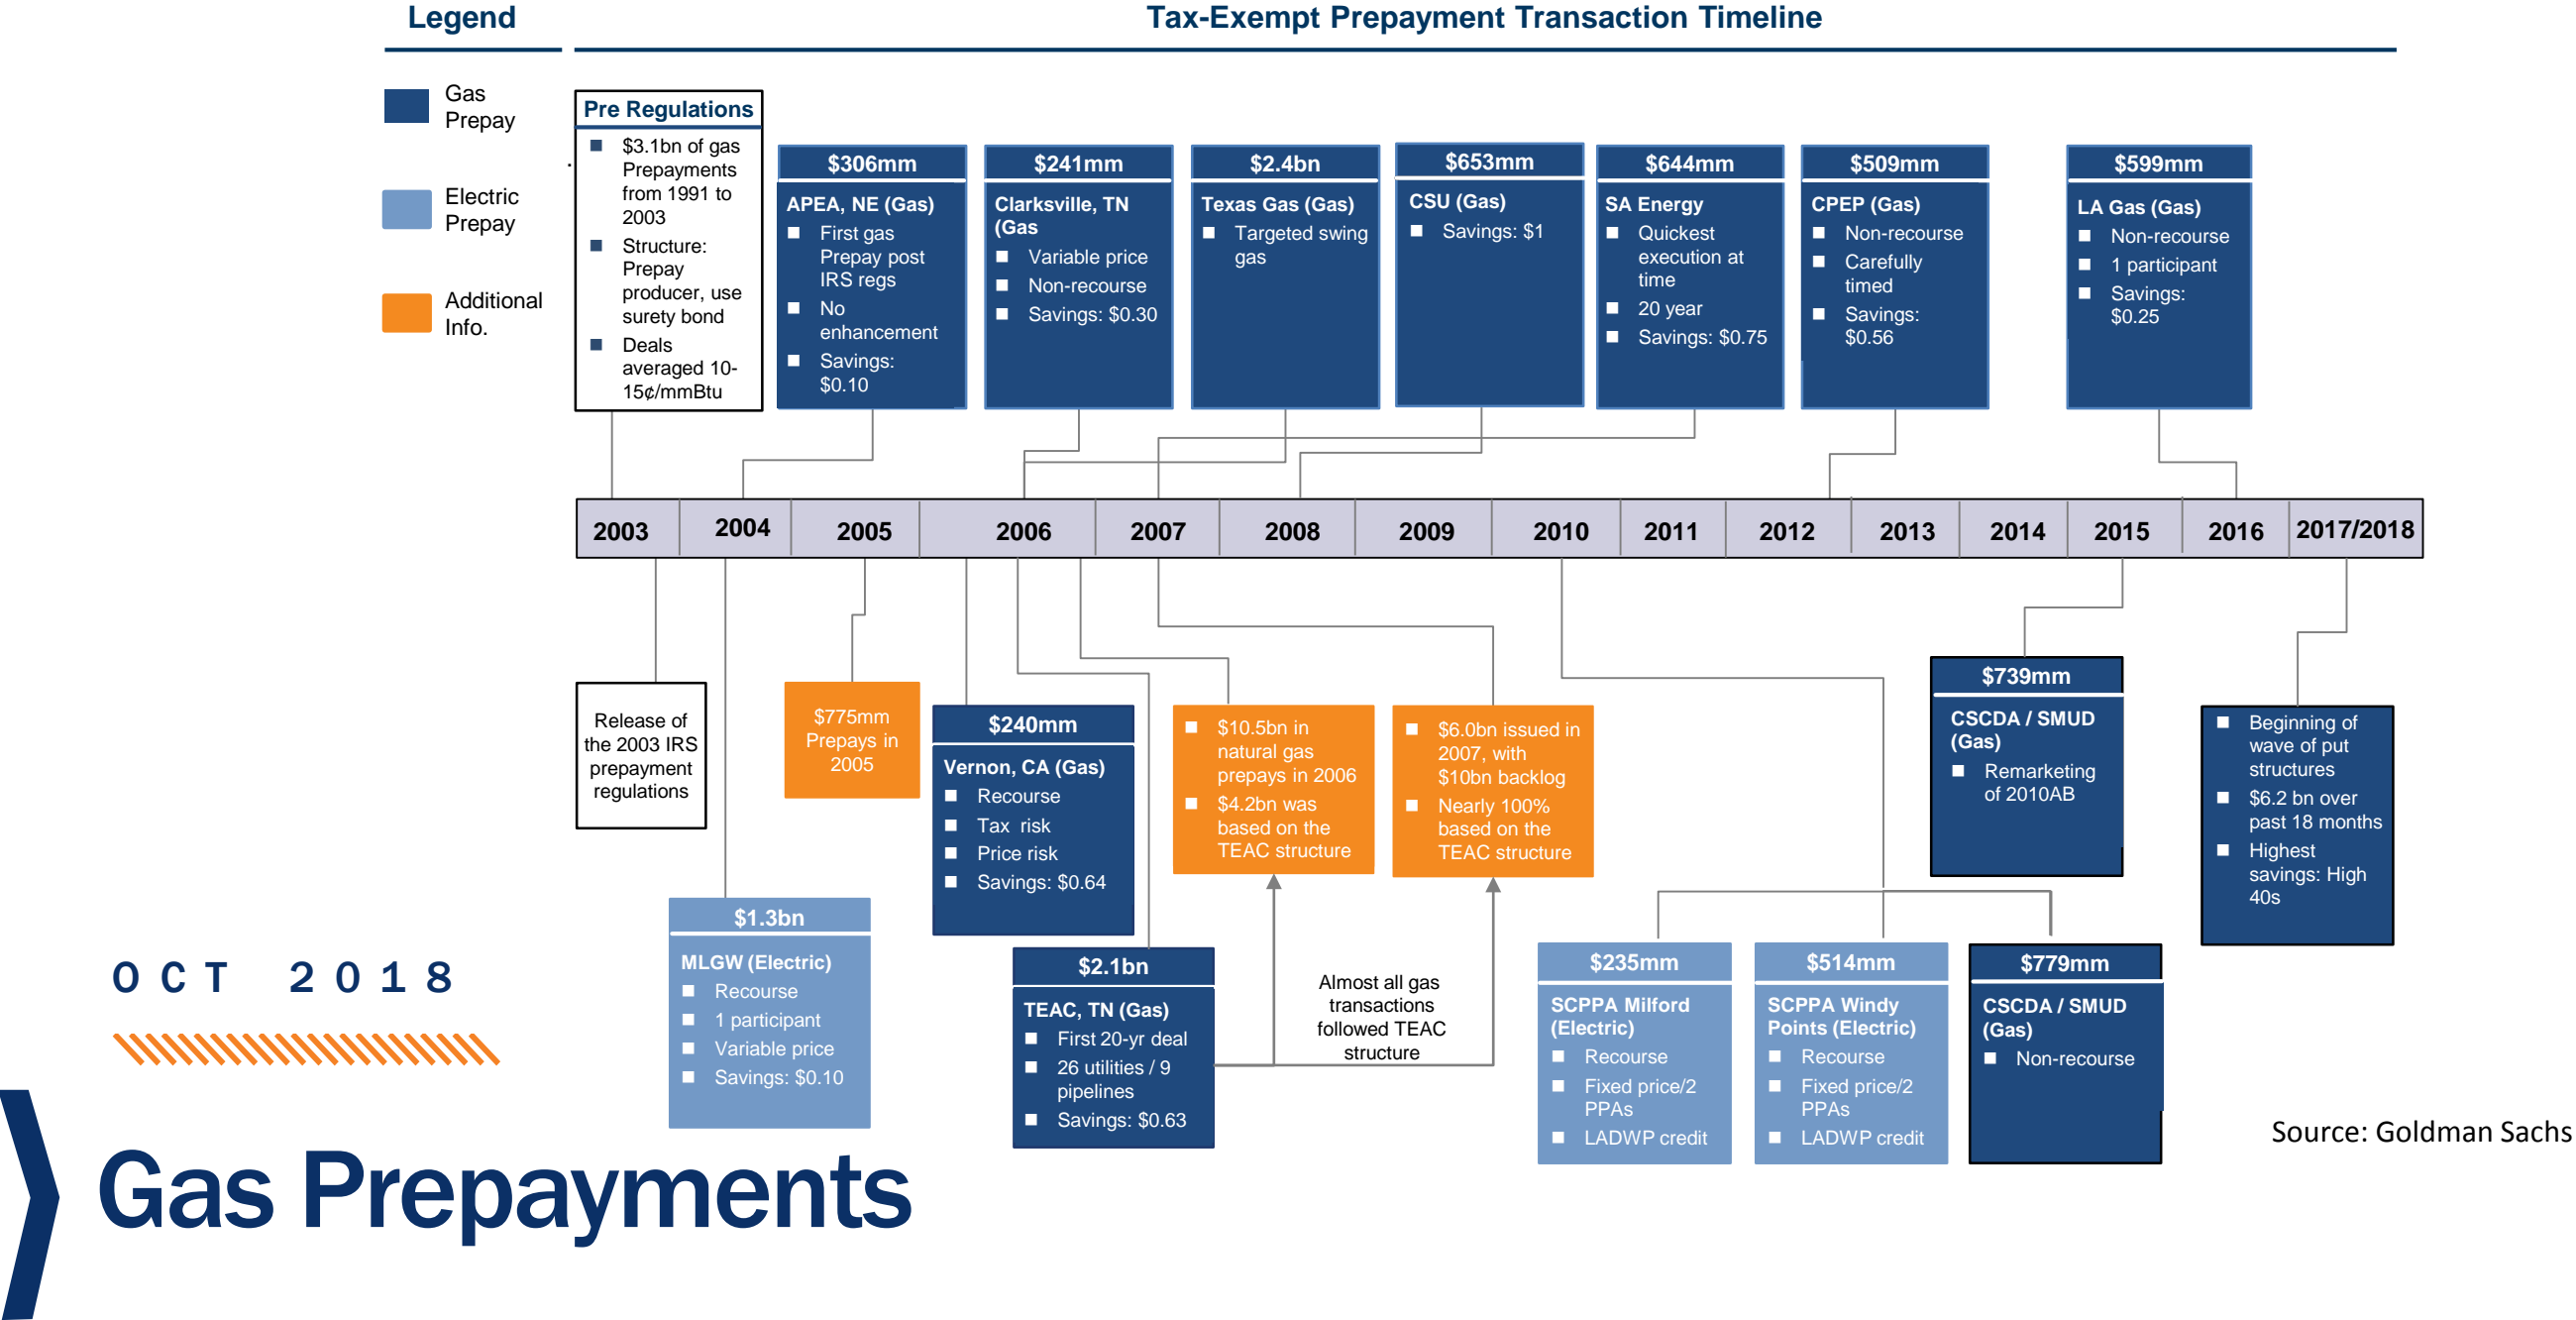 Legend
Tax-Exempt Prepayment Transaction Timeline
Gas
Prepay
Electric
Prepay
Additional
Info.
Pre Regulations
$3.1bn of gas
Prepayments
from 1991 to
2003
Structure:
Prepay
producer, use
surety bond
Deals
averaged 10-
15¢/mmBtu
$306mm
APEA, NE (Gas)
First gas
Prepay post
IRS regs
No
enhancement
Savings:
$0.10
$241mm
Clarksville, TN
(Gas
Variable price
Non-recourse
Savings: $0.30
$2.4bn
Texas Gas (Gas)
Targeted swing
gas
$653mm
CSU (Gas)
Savings: $1
$644mm
SA Energy
Quickest
execution at
time
20 year
Savings: $0.75
$509mm
CPEP (Gas)
Non-recourse
Carefully
timed
Savings:
$0.56
$599mm
LA Gas (Gas)
Non-recourse
1 participant
Savings:
$0.25
2003
2004
2005
2006
2007
2008
2009
2010
2011
2012
2013
2014
2015
2016
2017/2018
Release of
the 2003 IRS
prepayment
regulations
$1.3bn
MLGW (Electric)
Recourse
1 participant
Variable price
Savings: $0.10
$775mm
Prepays in
2005
$240mm
Vernon, CA (Gas)
Recourse
Tax risk
Price risk
Savings: $0.64
$2.1bn
TEAC, TN (Gas)
First 20-yr deal
26 utilities / 9
pipelines
Savings: $0.63
$10.5bn in
natural gas
prepays in 2006
$4.2bn was
based on the
TEAC structure
$6.0bn issued in
2007, with
$10bn backlog
Nearly 100%
based on the
TEAC structure
Almost all gas
transactions
followed TEAC
structure
$235mm
SCPPA Milford
(Electric)
Recourse
Fixed price/2
PPAs
LADWP credit
$514mm
SCPPA Windy
Points (Electric)
Recourse
Fixed price/2
PPAs
LADWP credit
$779mm
CSCDA / SMUD
(Gas)
Non-recourse
$739mm
CSCDA / SMUD
(Gas)
Remarketing
of 2010AB
Beginning of
wave of put
structures
$6.2 bn over
past 18 months
Highest
savings: High
40s
OCT 2018
Gas Prepayments
Source: Goldman Sachs